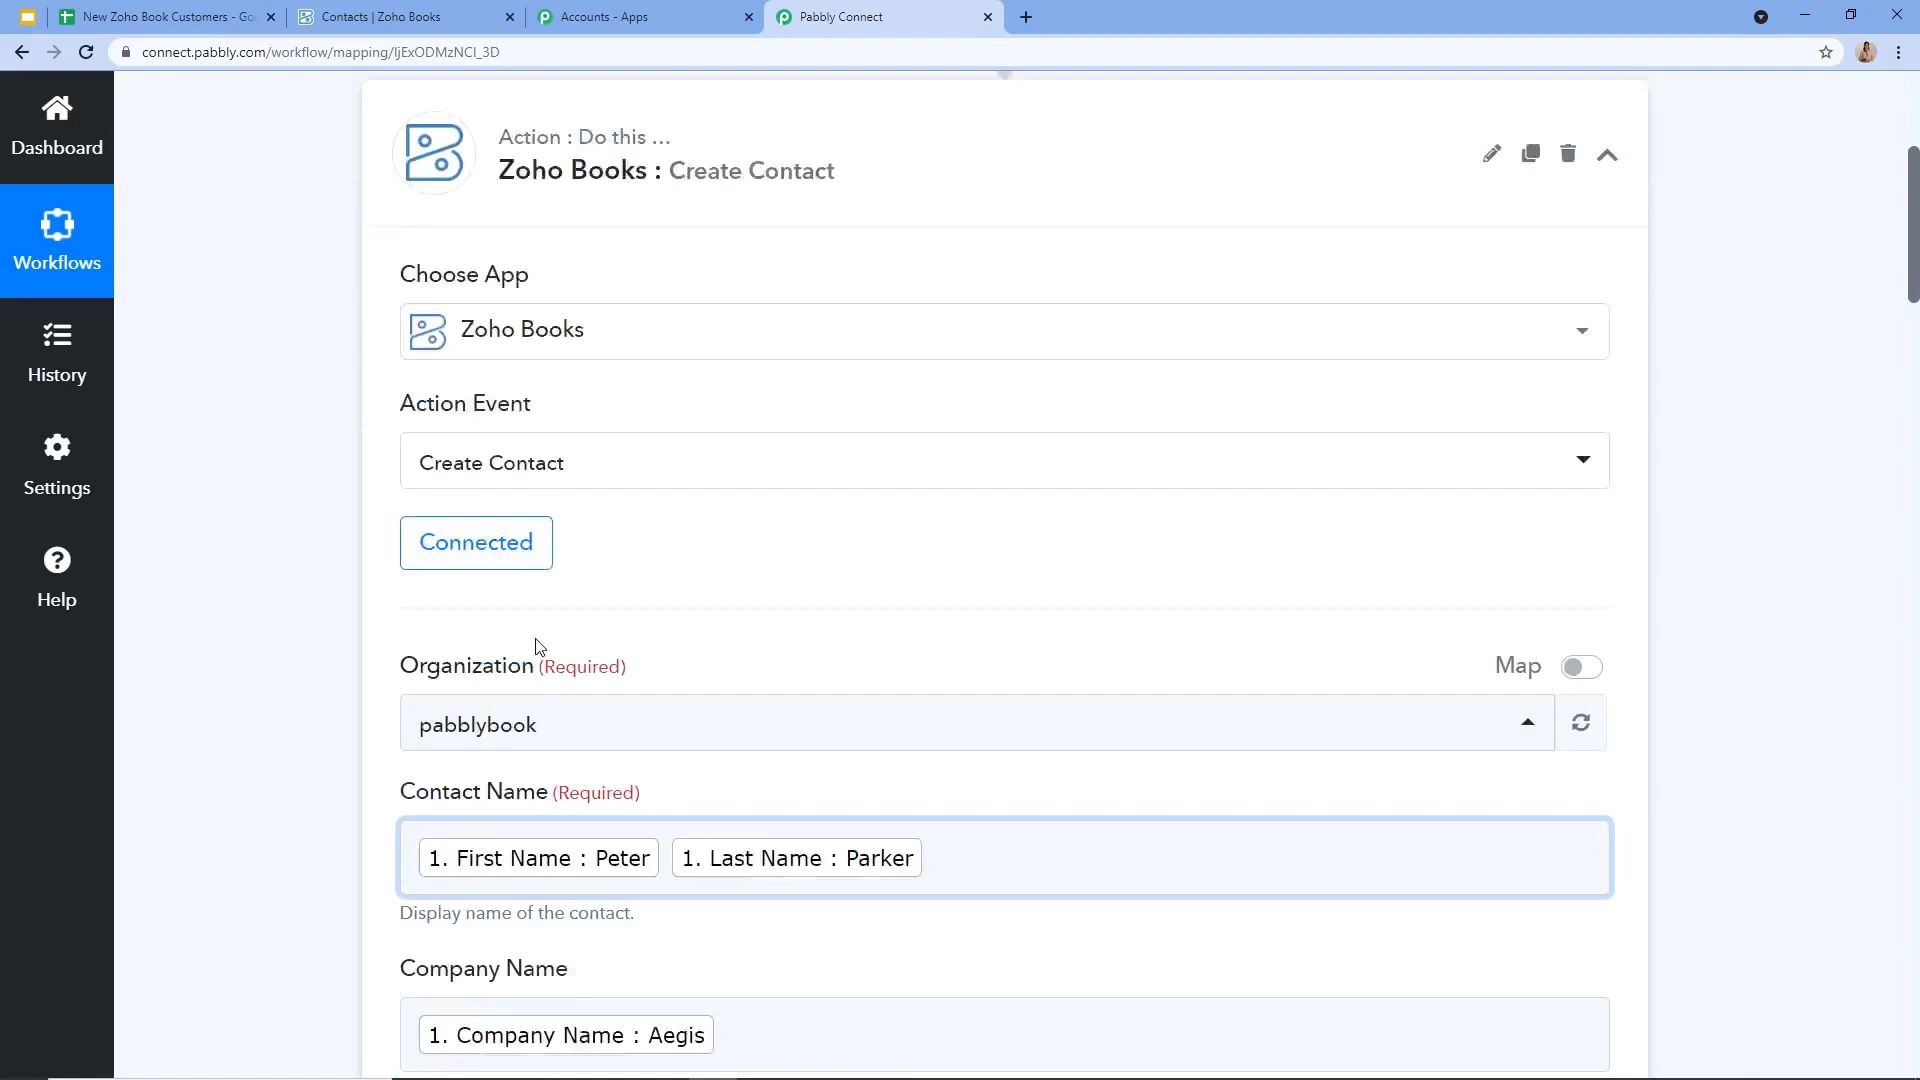 New Zoho Book Customers - Go
Contacts | Zoho Books
Accounts - Apps
Pabbly Connect
connect.pabbly.com/workflow/mapping/IjExODMzNCI_3D
Dashboard
Workflows
History
Settings
Help
Action : Do this ...
Zoho Books : Create Contact
Choose App
Zoho Books
Action Event
Create Contact
Connected
Organization (Required)
Map
pabblybook
Contact Name (Required)
1. First Name : Peter 1. Last Name : Parker
Display name of the contact.
Company Name
1. Company Name : Aegis